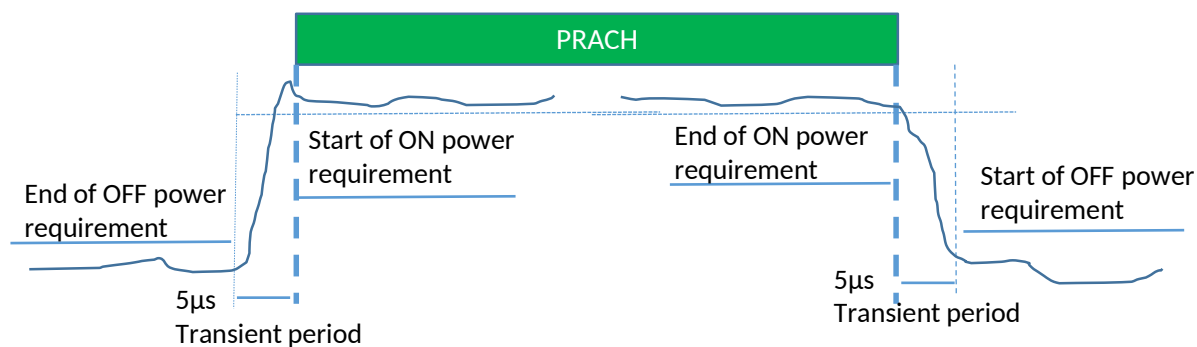 PRACH
Start of ON power
requirement
End of ON power
requirement
End of OFF power
requirement
Start of OFF power
requirement
5µs
Transient period
5µs
Transient period